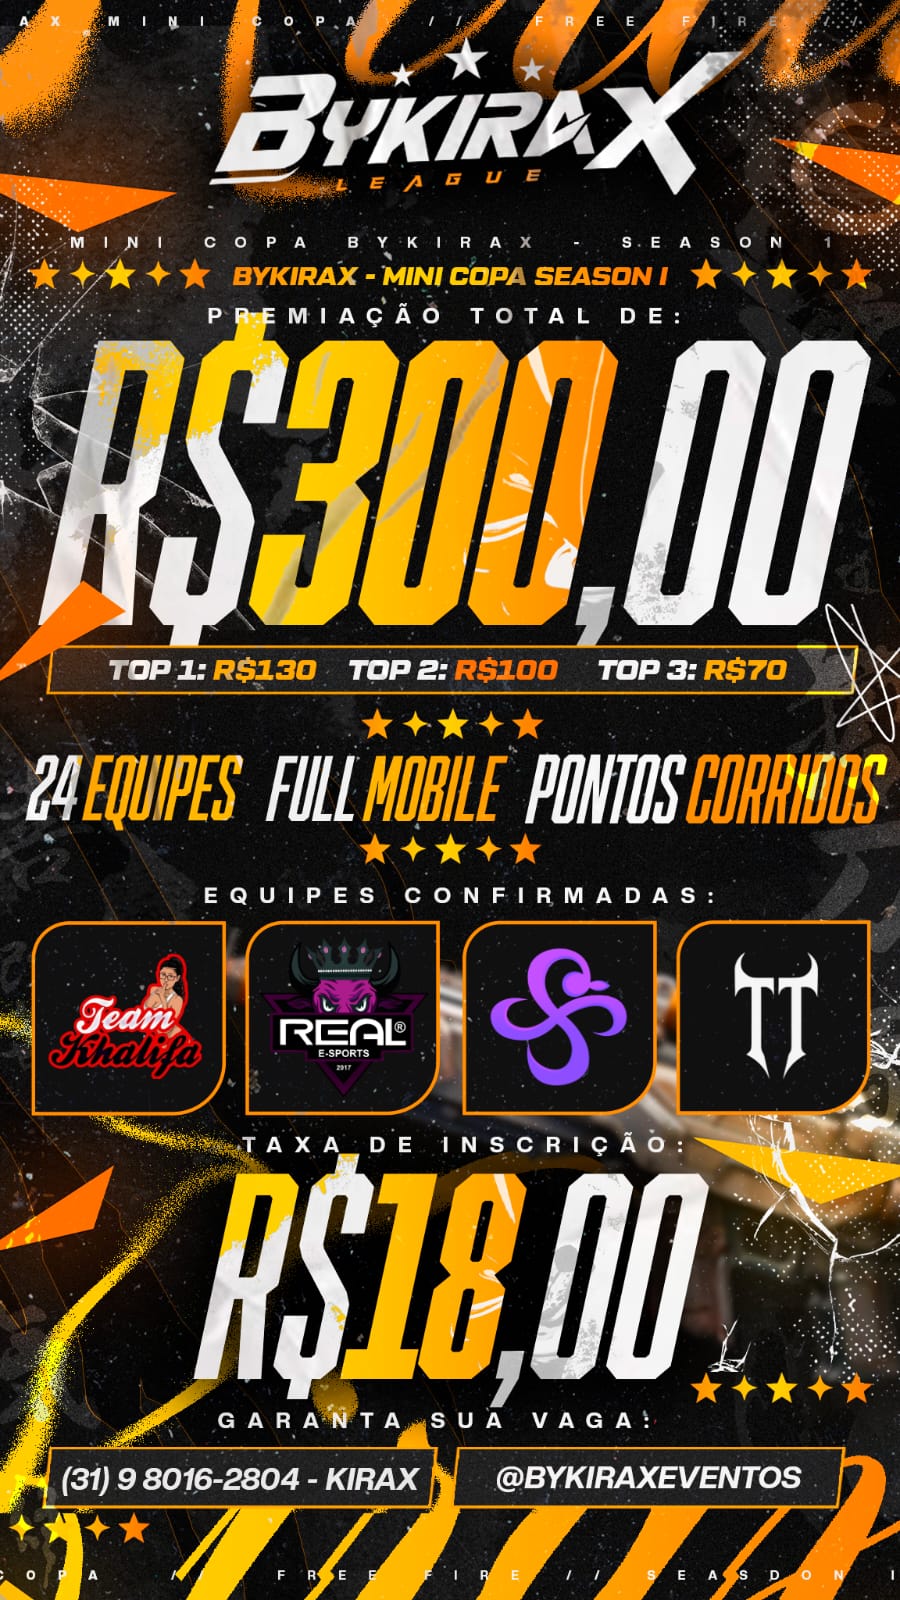 AX MINI COPA // FREE FIRE //
BYKIRAX
LEAGUE
MINI COPA BYKIRAX - SEASON 1
BYKIRAX - MINI COPA SEASON I
PREMIAÇÃO TOTAL DE:
R$300,00
TOP 1: R$130 TOP 2: R$100 TOP 3: R$70
24 EQUIPES FULL MOBILE PONTOS CORRIDOS
EQUIPES CONFIRMADAS:
Team
Khalifa
REAL®
E-SPORTS
2017
TT
TAXA DE INSCRIÇÃO:
R$18,00
GARANTA SUA VAGA:
(31) 9 8016-2804 - KIRAX
@BYKIRAXEVENTOS
COPA // FREE FIRE // SEASDON I